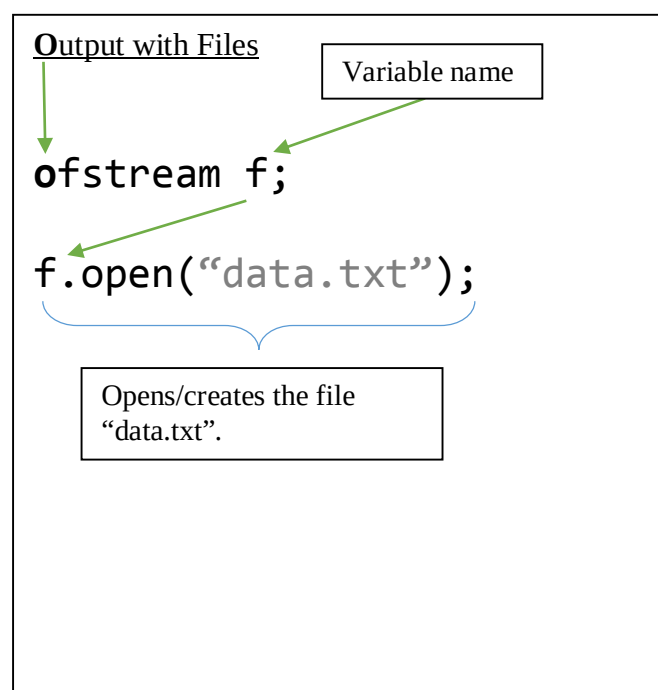 Output with Files
Variable name
ofstream f;
f.open(“data.txt”);
Opens/creates the file
“data.txt”.